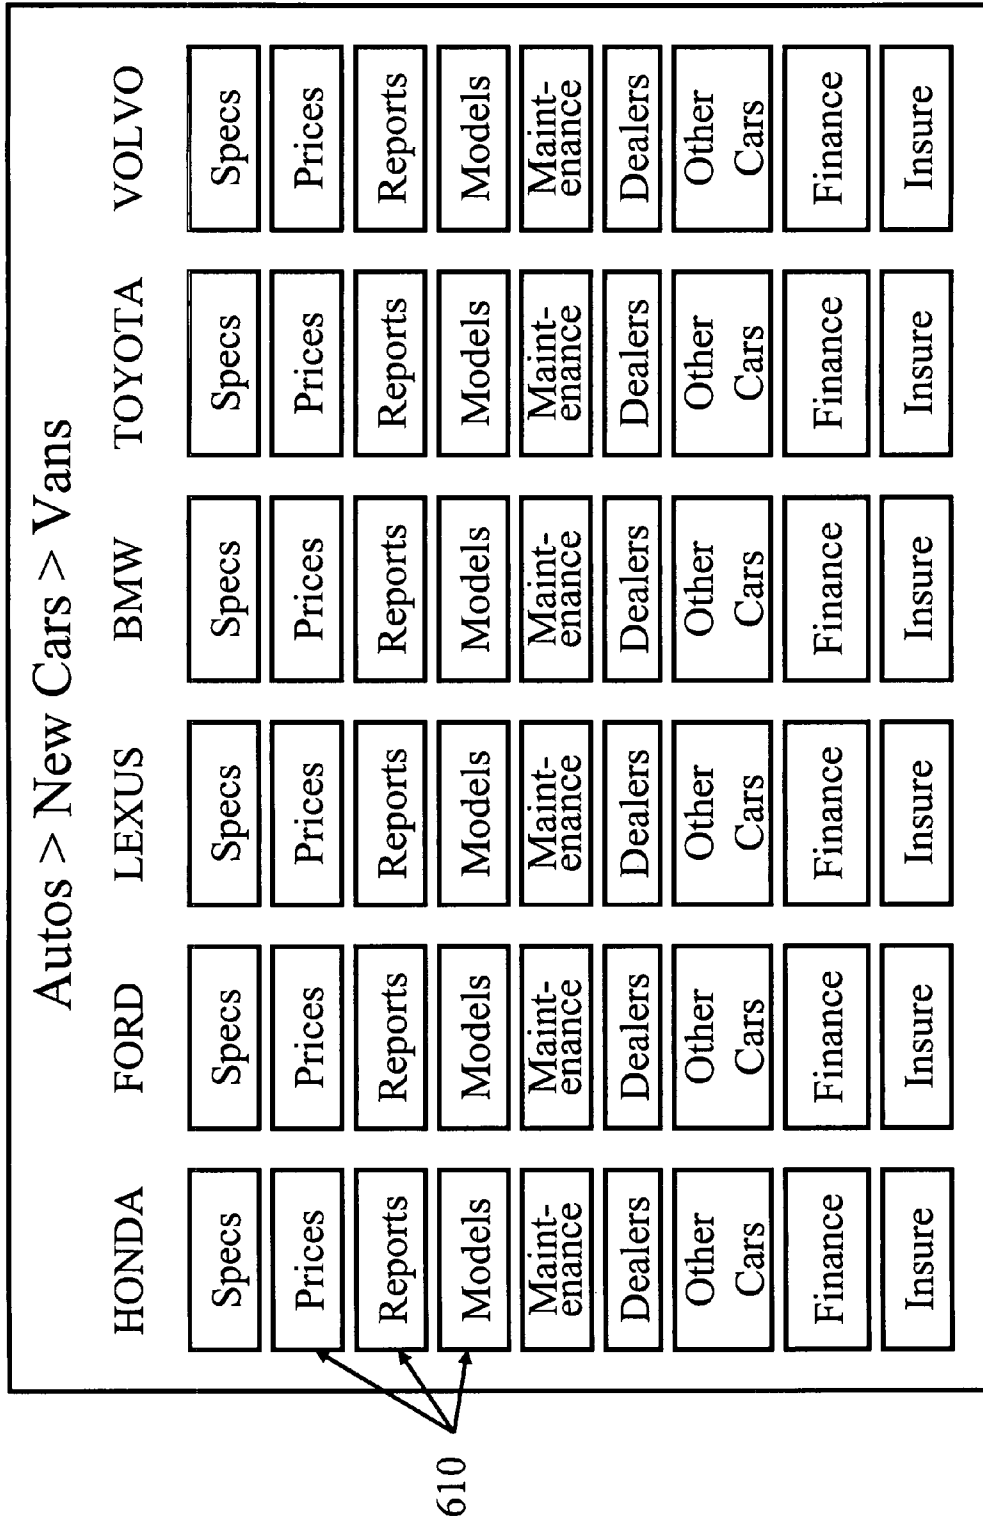 Autos > New Cars > Vans
HONDA FORD LEXUS BMW TOYOTA VOLVO
Specs Specs Specs Specs Specs Specs
Prices Prices Prices Prices Prices Prices
Reports Reports Reports Reports Reports Reports
Models Models Models Models Models Models
Maint- Maint- Maint- Maint- Maint- Maint-
enance enance enance enance enance enance
Dealers Dealers Dealers Dealers Dealers Dealers
Other Other Other Other Other Other
Cars Cars Cars Cars Cars Cars
Finance Finance Finance Finance Finance Finance
Insure Insure Insure Insure Insure Insure
610